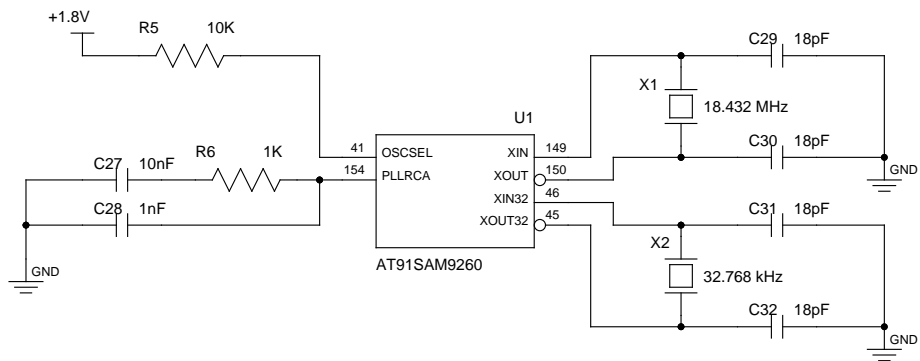 +1.8V
R5 10K
C29 18pF
X1
18.432 MHz
U1
41 OSCSEL XIN 149
C30 18pF
C27 10nF R6 1K
154 PLLRCA XOUT 150
GND
XIN32 46
C28 1nF
XOUT32 45
C31 18pF
X2
AT91SAM9260
GND
32.768 kHz
C32 18pF
GND